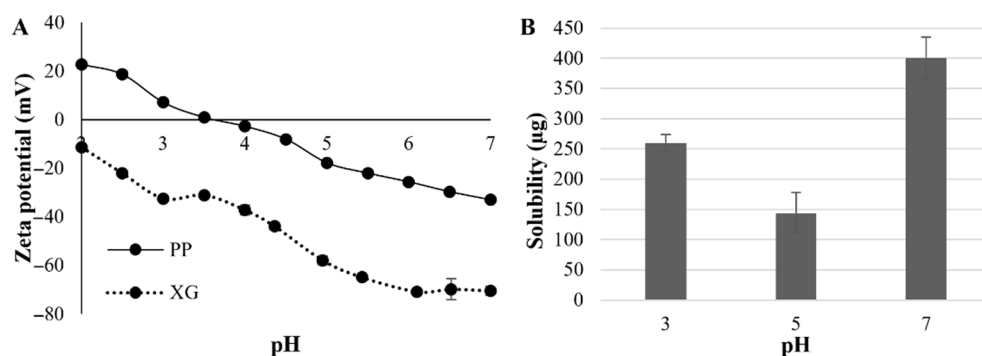 A
Zeta potential (mV)
40
20
0
−20
−40
−60
−80
2 3 4 5 6 7
PP
XG
pH
B
Solubility (µg)
450
400
350
300
250
200
150
100
50
0
3 5 7
pH